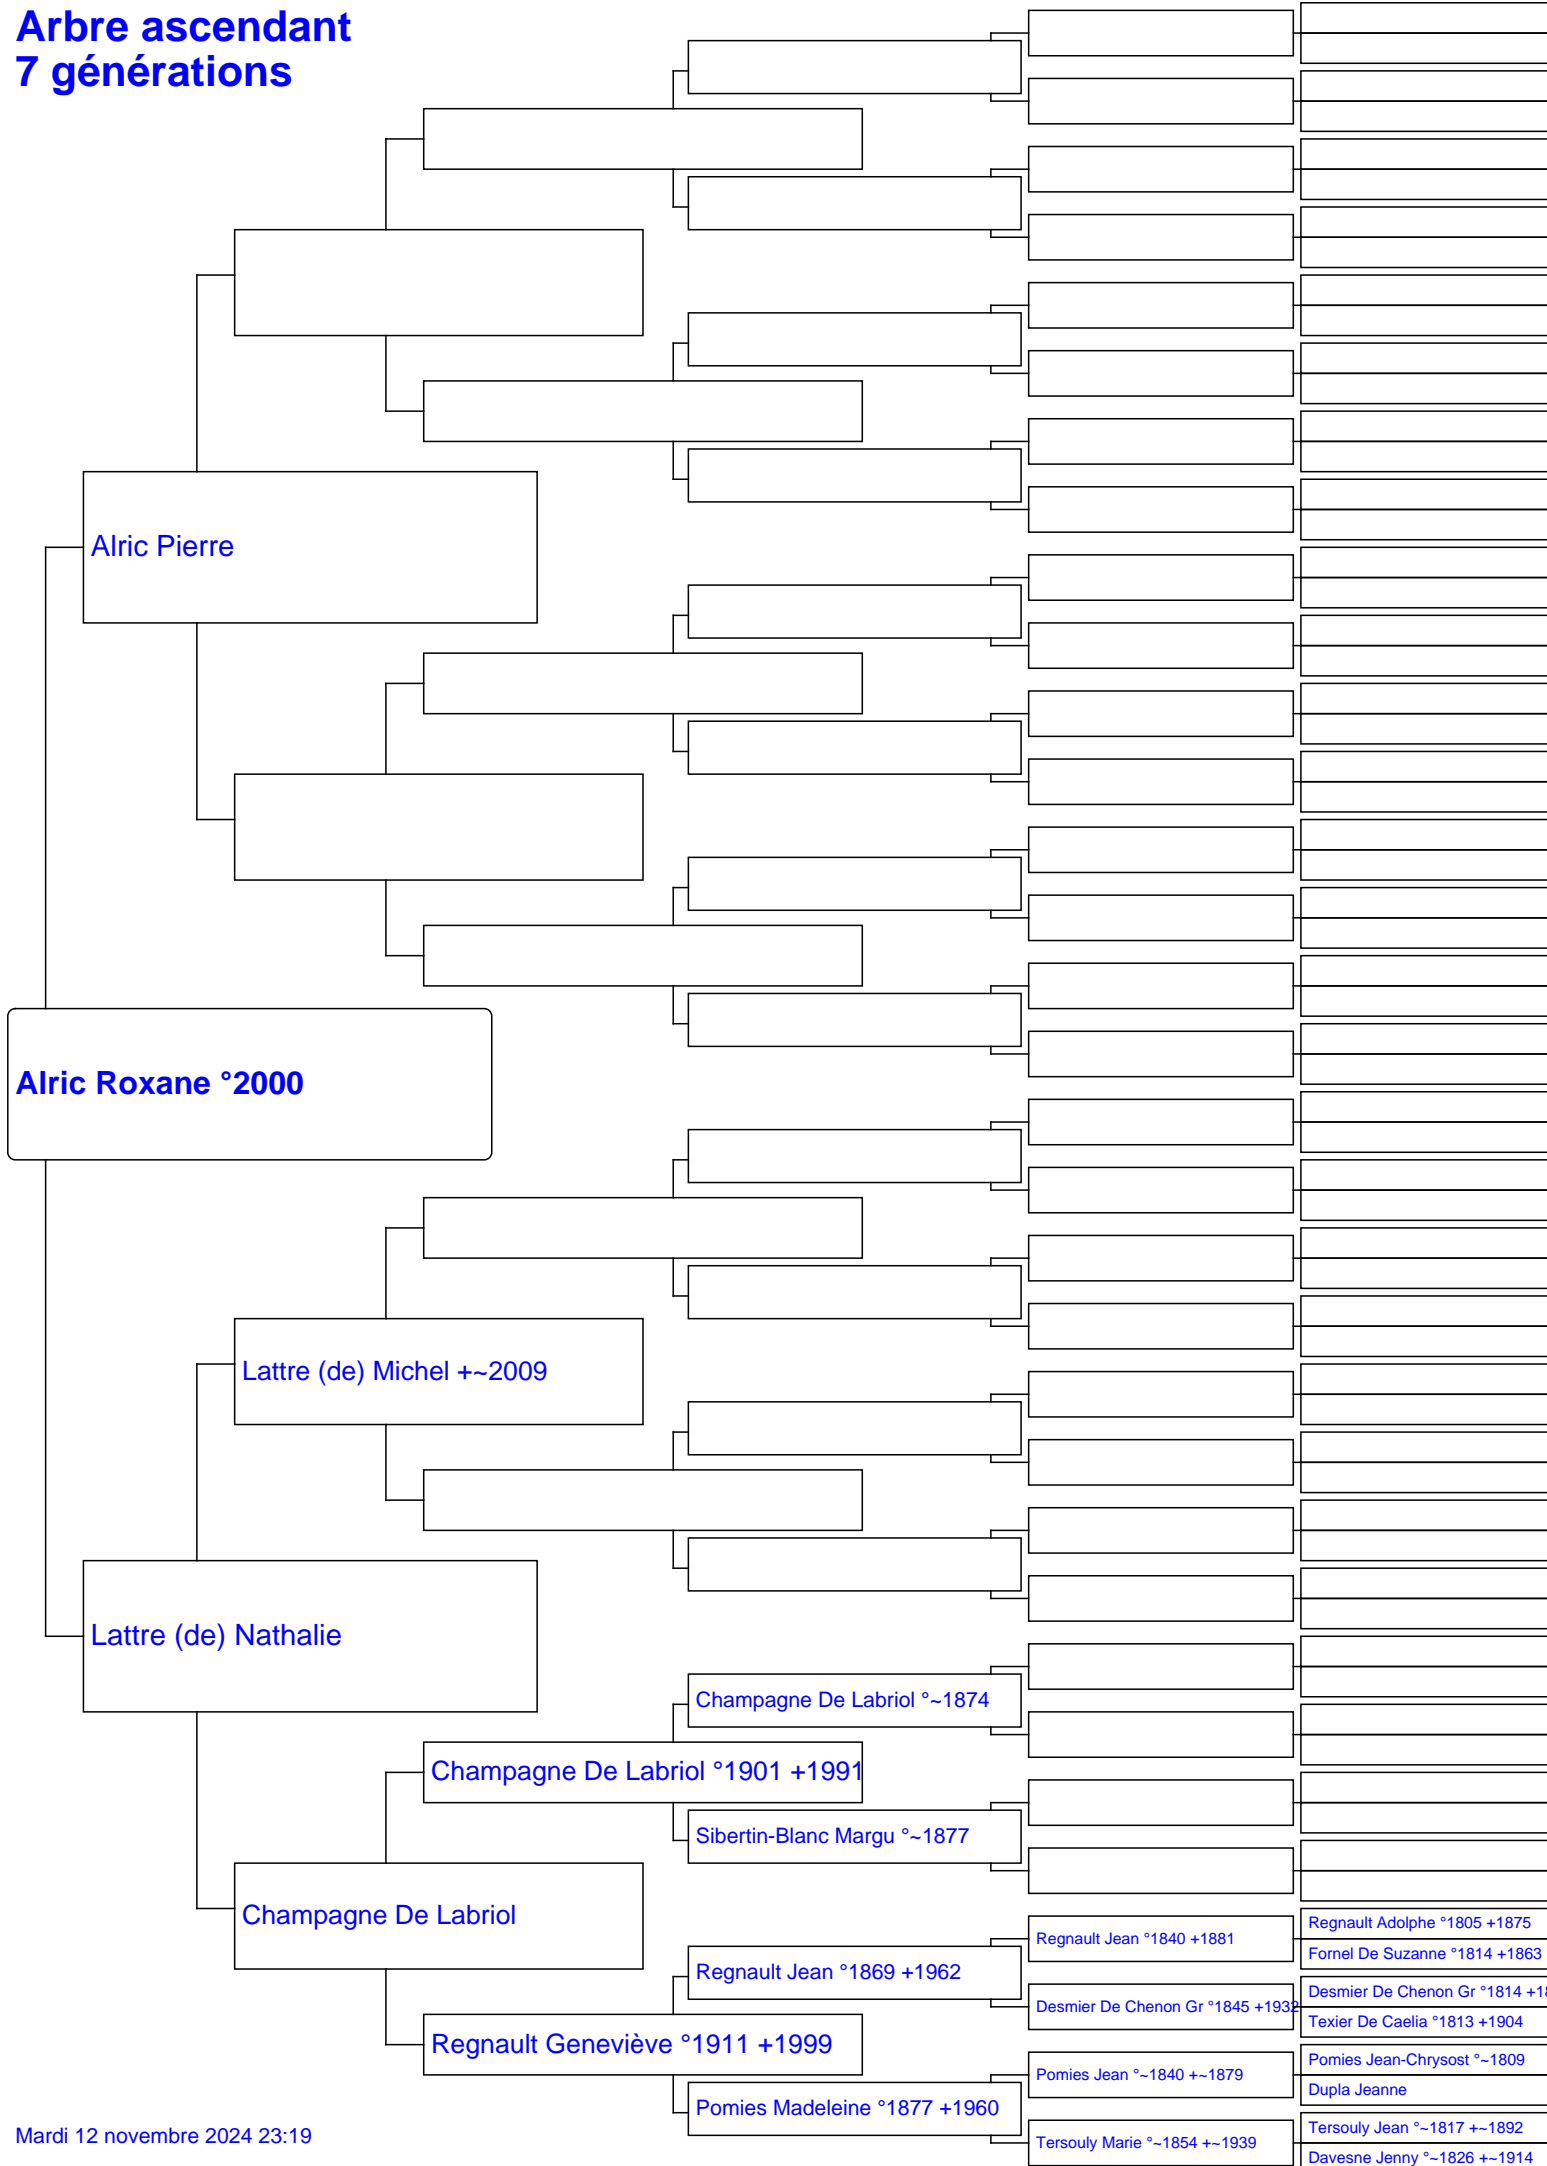 Arbre ascendant
7 générations
Alric Pierre
Alric Roxane °2000
Lattre (de) Michel +~2009
Lattre (de) Nathalie
Champagne De Labriol °~1874
Champagne De Labriol °1901 +1991
Sibertin-Blanc Margu °~1877
Champagne De Labriol
Regnault Adolphe °1805 +1875
Regnault Jean °1840 +1881
Fornel De Suzanne °1814 +1863
Regnault Jean °1869 +1962
Desmier De Chenon Gr °1814 +18
Desmier De Chenon Gr °1845 +1932
Texier De Caelia °1813 +1904
Regnault Geneviève °1911 +1999
Pomies Jean-Chrysost °~1809
Pomies Jean °~1840 +~1879
Dupla Jeanne
Pomies Madeleine °1877 +1960
Tersouly Jean °~1817 +~1892
Tersouly Marie °~1854 +~1939
Davesne Jenny °~1826 +~1914
Mardi 12 novembre 2024 23:19